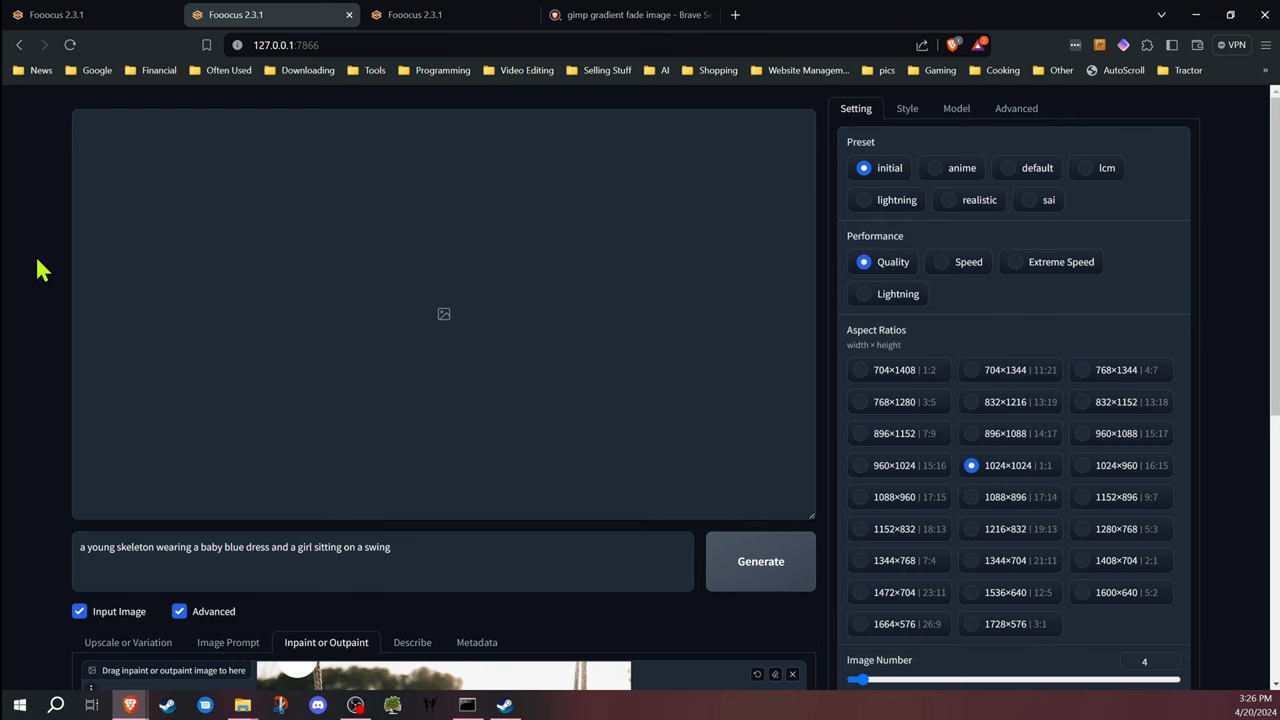 Fooocus 2.3.1
Fooocus 2.3.1
Fooocus 2.3.1
gimp gradient fade image - Brave Se
127.0.0.1:7866
1
2
VPN
News
Google
Financial
Often Used
Downloading
Tools
Programming
Video Editing
Selling Stuff
AI
Shopping
Website Managem...
pics
Gaming
Cooking
Other
AutoScroll
Tractor
»
Setting
Style
Model
Advanced
Preset
initial
anime
default
lcm
lightning
realistic
sai
Performance
Quality
Speed
Extreme Speed
Lightning
Aspect Ratios
width × height
704×1408 | 1:2
704×1344 | 11:21
768×1344 | 4:7
768×1280 | 3:5
832×1216 | 13:19
832×1152 | 13:18
896×1152 | 7:9
896×1088 | 14:17
960×1088 | 15:17
960×1024 | 15:16
1024×1024 | 1:1
1024×960 | 16:15
1088×960 | 17:15
1088×896 | 17:14
1152×896 | 9:7
1152×832 | 18:13
1216×832 | 19:13
1280×768 | 5:3
1344×768 | 7:4
1344×704 | 21:11
1408×704 | 2:1
1472×704 | 23:11
1536×640 | 12:5
1600×640 | 5:2
1664×576 | 26:9
1728×576 | 3:1
Image Number
4
a young skeleton wearing a baby blue dress and a girl sitting on a swing
Generate
Input Image
Advanced
Upscale or Variation
Image Prompt
Inpaint or Outpaint
Describe
Metadata
Drag inpaint or outpaint image to here
3:26 PM
4/20/2024